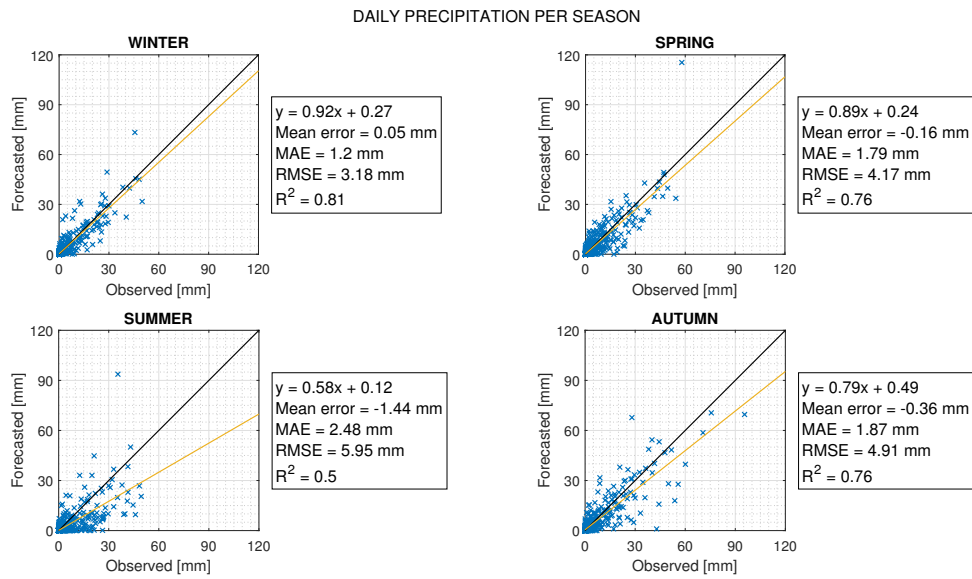 DAILY PRECIPITATION PER SEASON
WINTER
120
90
60
30
0
Forecasted [mm]
0 30 60 90 120
Observed [mm]
y = 0.92x + 0.27
Mean error = 0.05 mm
MAE = 1.2 mm
RMSE = 3.18 mm
R² = 0.81
SPRING
120
90
60
30
0
Forecasted [mm]
0 30 60 90 120
Observed [mm]
y = 0.89x + 0.24
Mean error = -0.16 mm
MAE = 1.79 mm
RMSE = 4.17 mm
R² = 0.76
SUMMER
120
90
60
30
0
Forecasted [mm]
0 30 60 90 120
Observed [mm]
y = 0.58x + 0.12
Mean error = -1.44 mm
MAE = 2.48 mm
RMSE = 5.95 mm
R² = 0.5
AUTUMN
120
90
60
30
0
Forecasted [mm]
0 30 60 90 120
Observed [mm]
y = 0.79x + 0.49
Mean error = -0.36 mm
MAE = 1.87 mm
RMSE = 4.91 mm
R² = 0.76